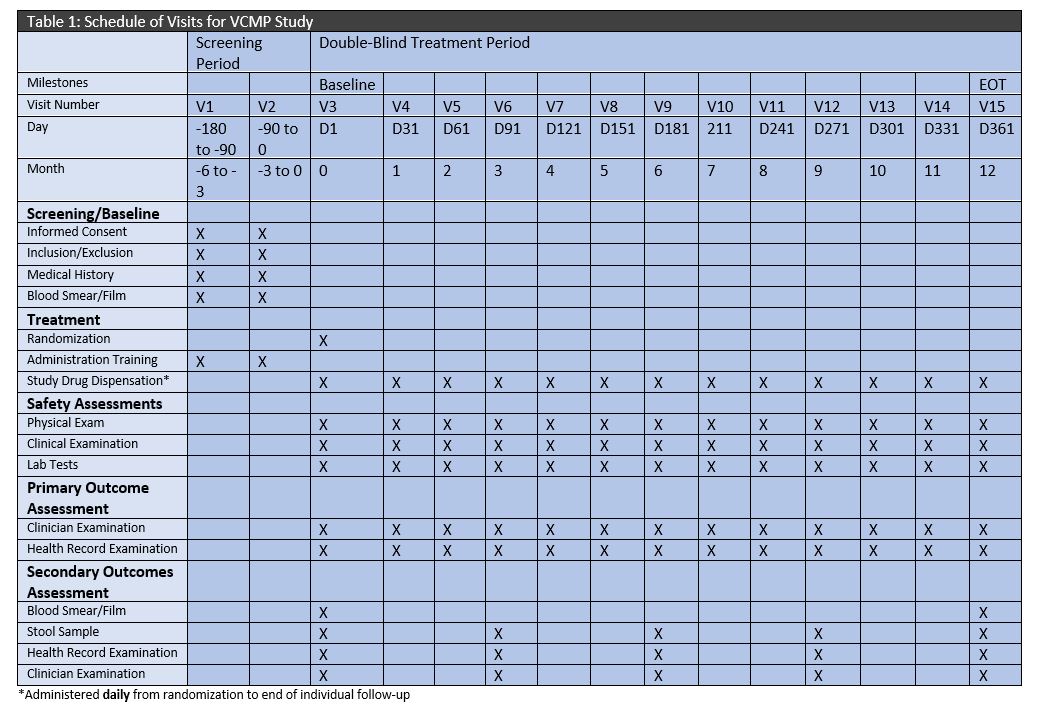 Table 1: Schedule of Visits for VCMP Study
Screening Period Double-Blind Treatment Period
Milestones Baseline EOT
Visit Number V1 V2 V3 V4 V5 V6 V7 V8 V9 V10 V11 V12 V13 V14 V15
Day -180 to -90 -90 to 0 D1 D31 D61 D91 D121 D151 D181 211 D241 D271 D301 D331 D361
Month -6 to -3 -3 to 0 0 1 2 3 4 5 6 7 8 9 10 11 12
Screening/Baseline
Informed Consent X X
Inclusion/Exclusion X X
Medical History X X
Blood Smear/Film X X
Treatment
Randomization X
Administration Training X X
Study Drug Dispensation* X X X X X X X X X X X X X
Safety Assessments
Physical Exam X X X X X X X X X X X X X
Clinical Examination X X X X X X X X X X X X X
Lab Tests X X X X X X X X X X X X X
Primary Outcome
Assessment
Clinician Examination X X X X X X X X X X X X X
Health Record Examination X X X X X X X X X X X X X
Secondary Outcomes
Assessment
Blood Smear/Film X X
Stool Sample X X X X X
Health Record Examination X X X X X
Clinician Examination X X X X X
*Administered daily from randomization to end of individual follow-up